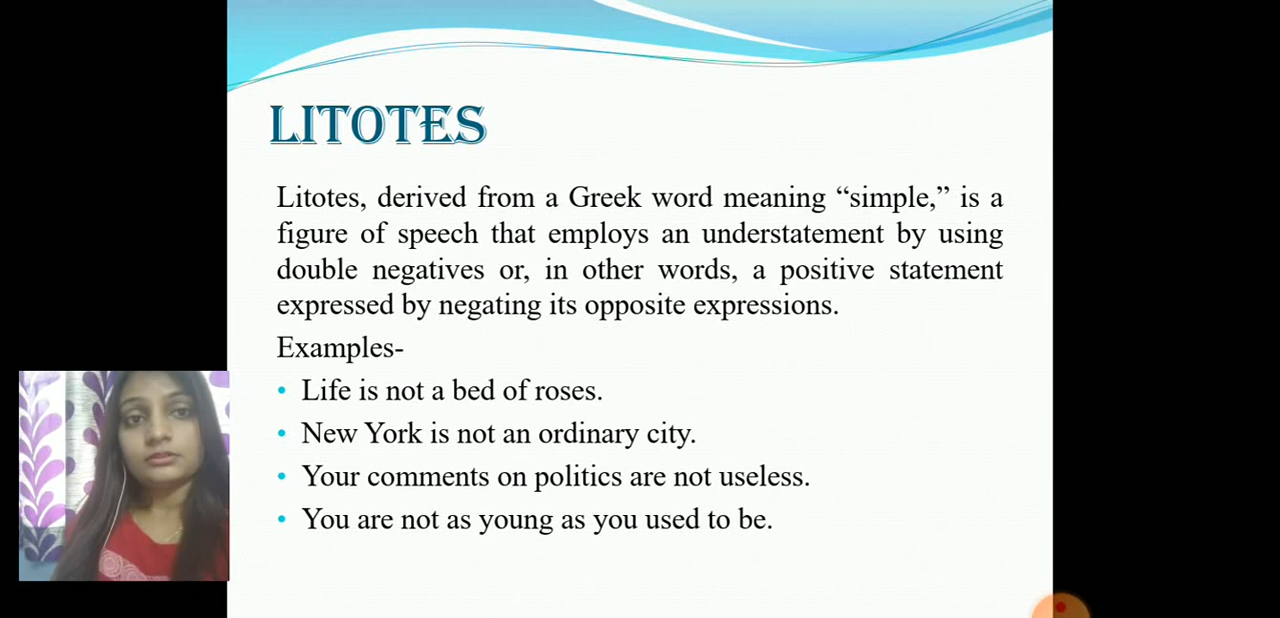 LITOTES
Litotes, derived from a Greek word meaning “simple,” is a
figure of speech that employs an understatement by using
double negatives or, in other words, a positive statement
expressed by negating its opposite expressions.
Examples-
• Life is not a bed of roses.
• New York is not an ordinary city.
• Your comments on politics are not useless.
• You are not as young as you used to be.